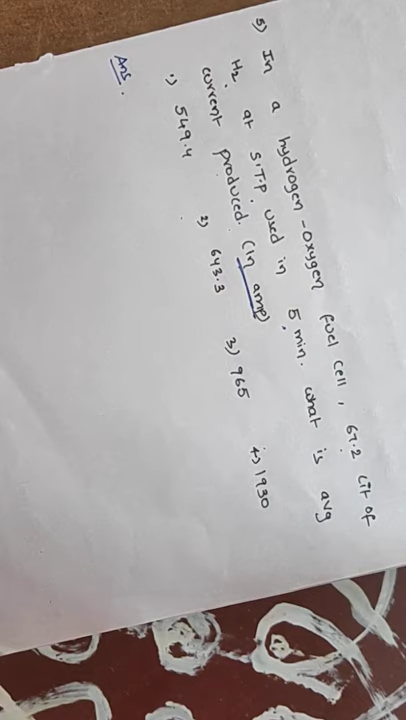 5) In a hydrogen - oxygen fuel cell, 67.2 Lit of
H2. at S.T.P. used in 5 min. what is avg
current produced. (In amp)
1) 549.4 2) 643.3 3) 965 4) 1930
Ans.